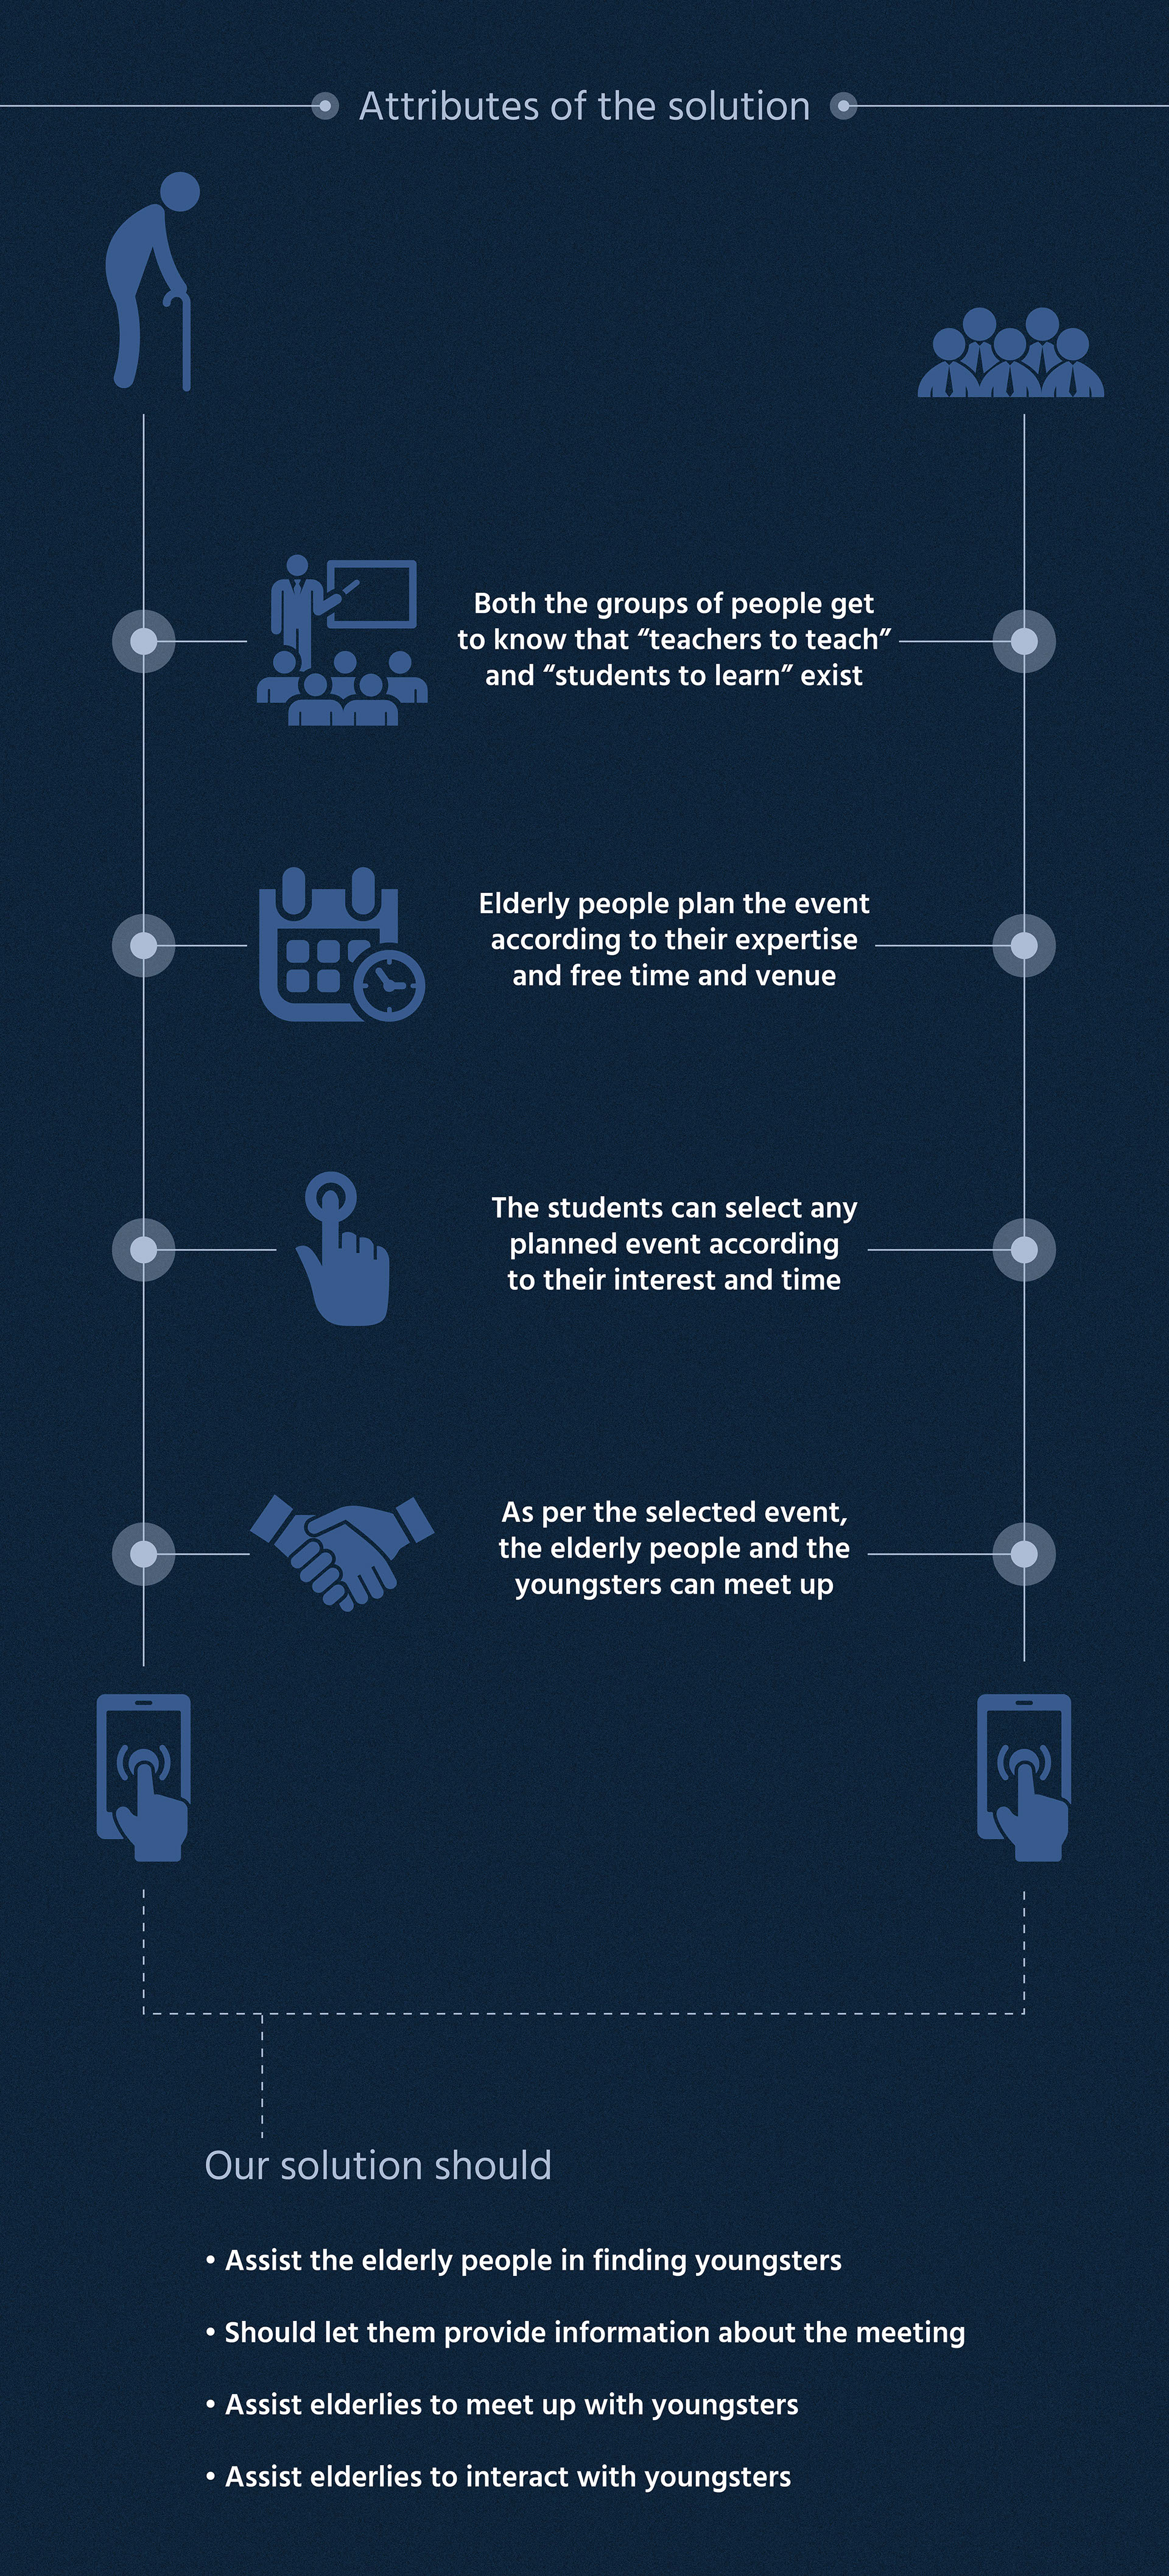 Attributes of the solution
Both the groups of people get
to know that “teachers to teach”
and “students to learn” exist
Elderly people plan the event
according to their expertise
and free time and venue
The students can select any
planned event according
to their interest and time
As per the selected event,
the elderly people and the
youngsters can meet up
Our solution should
• Assist the elderly people in finding youngsters
• Should let them provide information about the meeting
• Assist elderlies to meet up with youngsters
• Assist elderlies to interact with youngsters